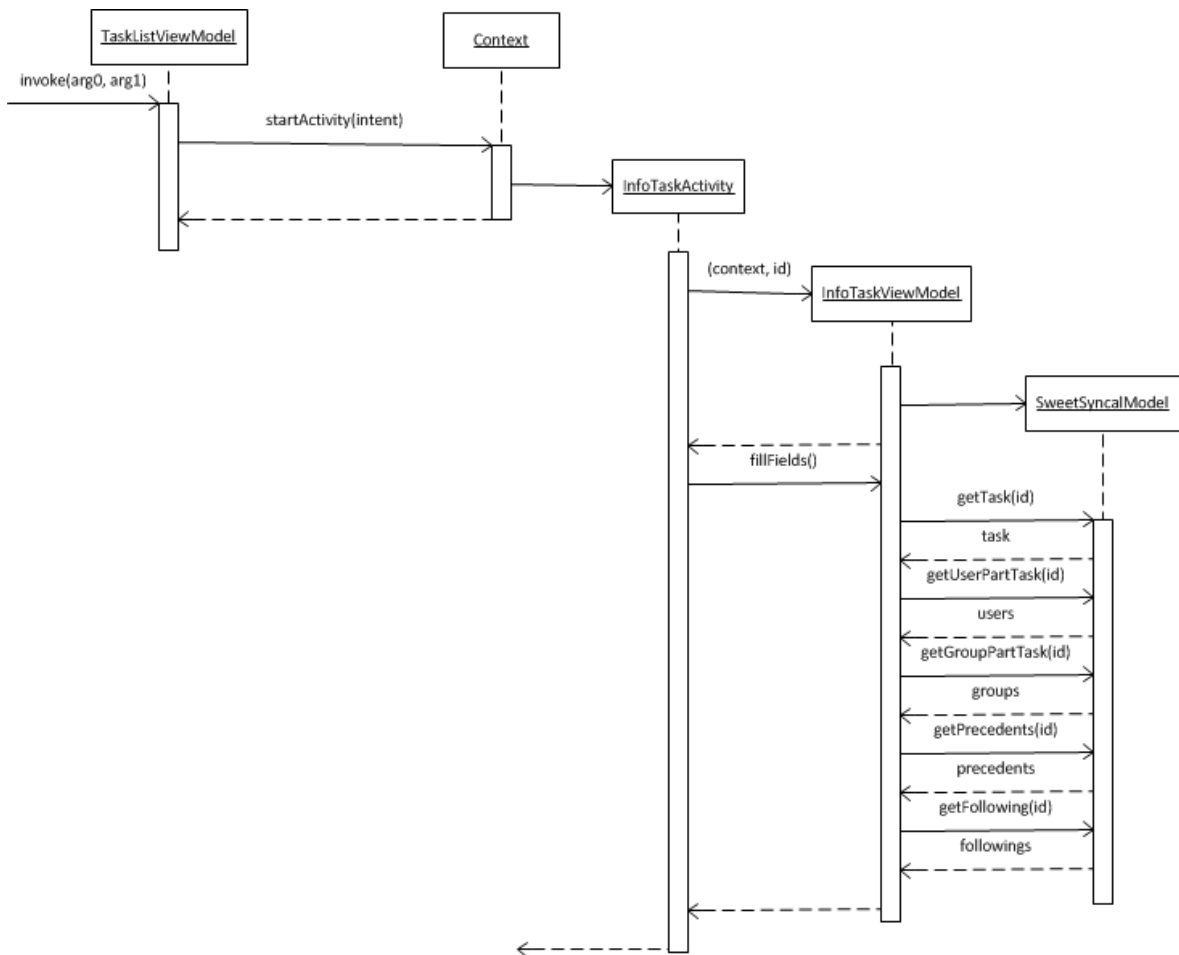 TaskListViewModel
Context
invoke(arg0, arg1)
startActivity(intent)
InfoTaskActivity
(context, id)
InfoTaskViewModel
SweetSyncalModel
fillFields()
getTask(id)
task
getUserPartTask(id)
users
getGroupPartTask(id)
groups
getPrecedents(id)
precedents
getFollowing(id)
followings